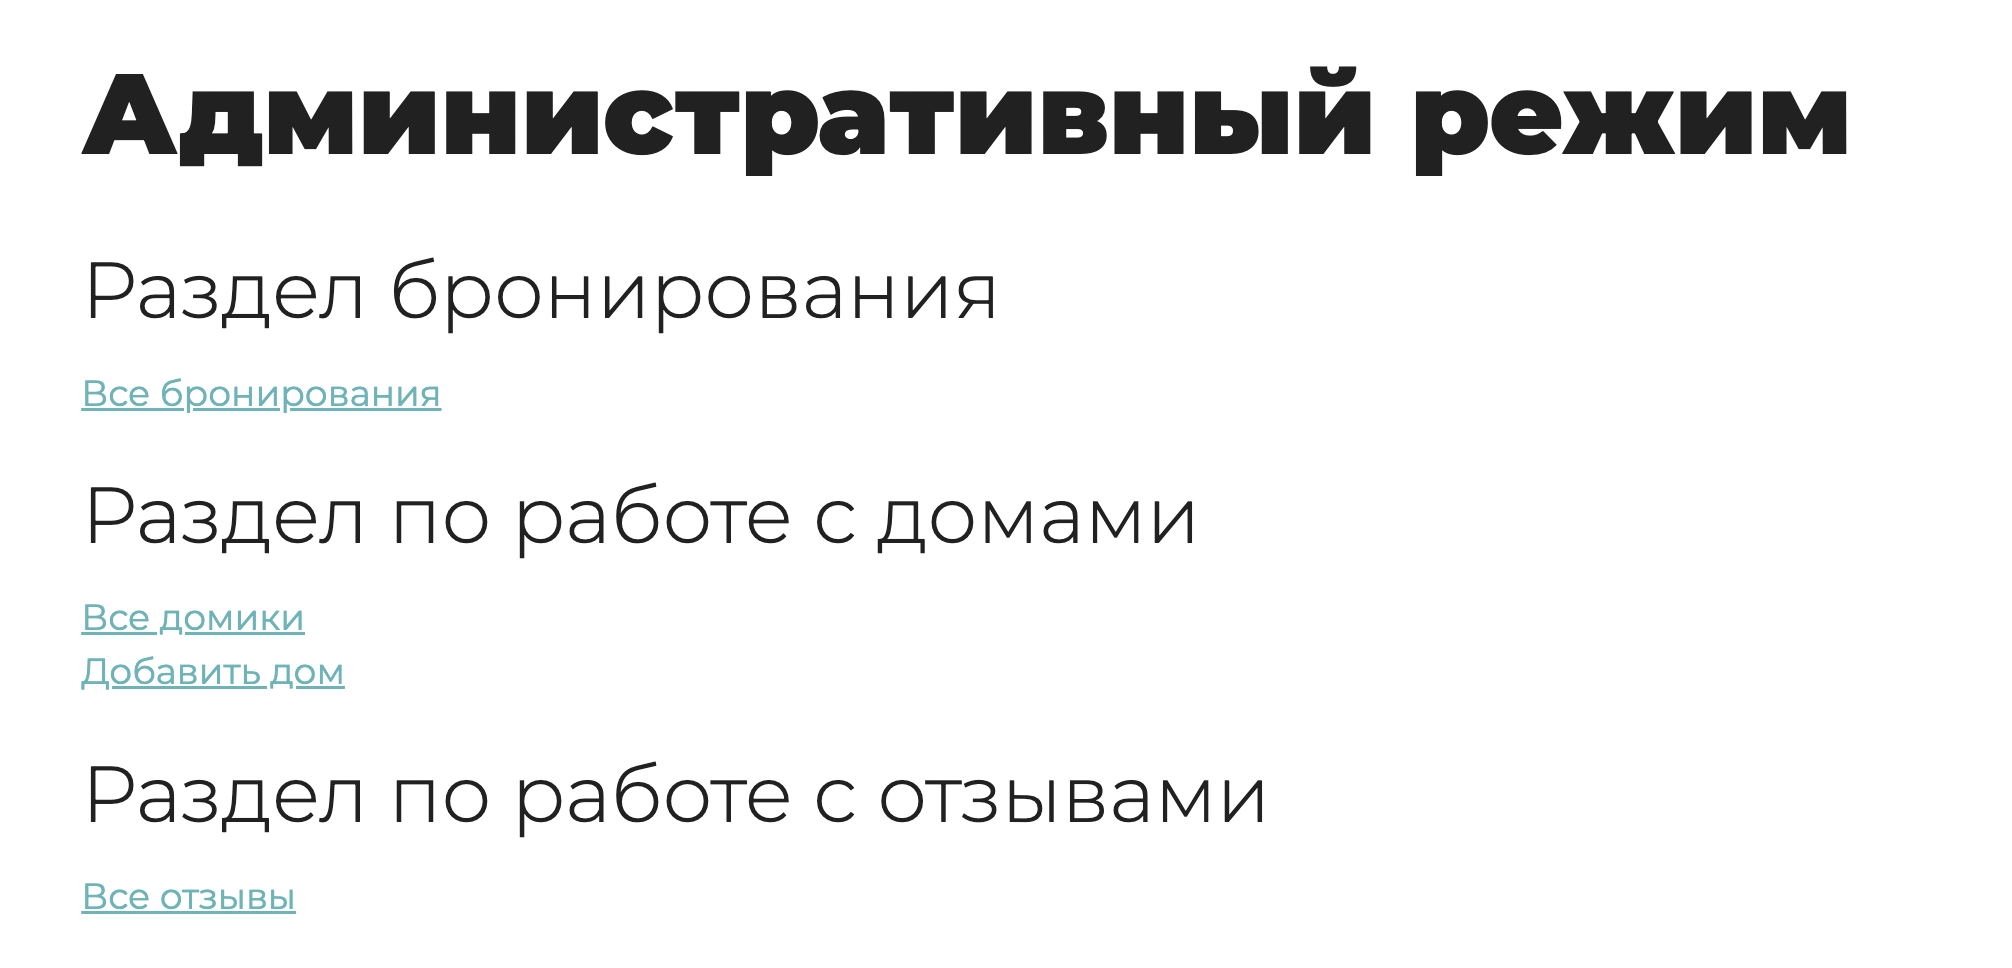 Административный режим
Раздел бронирования
Все бронирования
Раздел по работе с домами
Все домики
Добавить дом
Раздел по работе с отзывами
Все отзывы